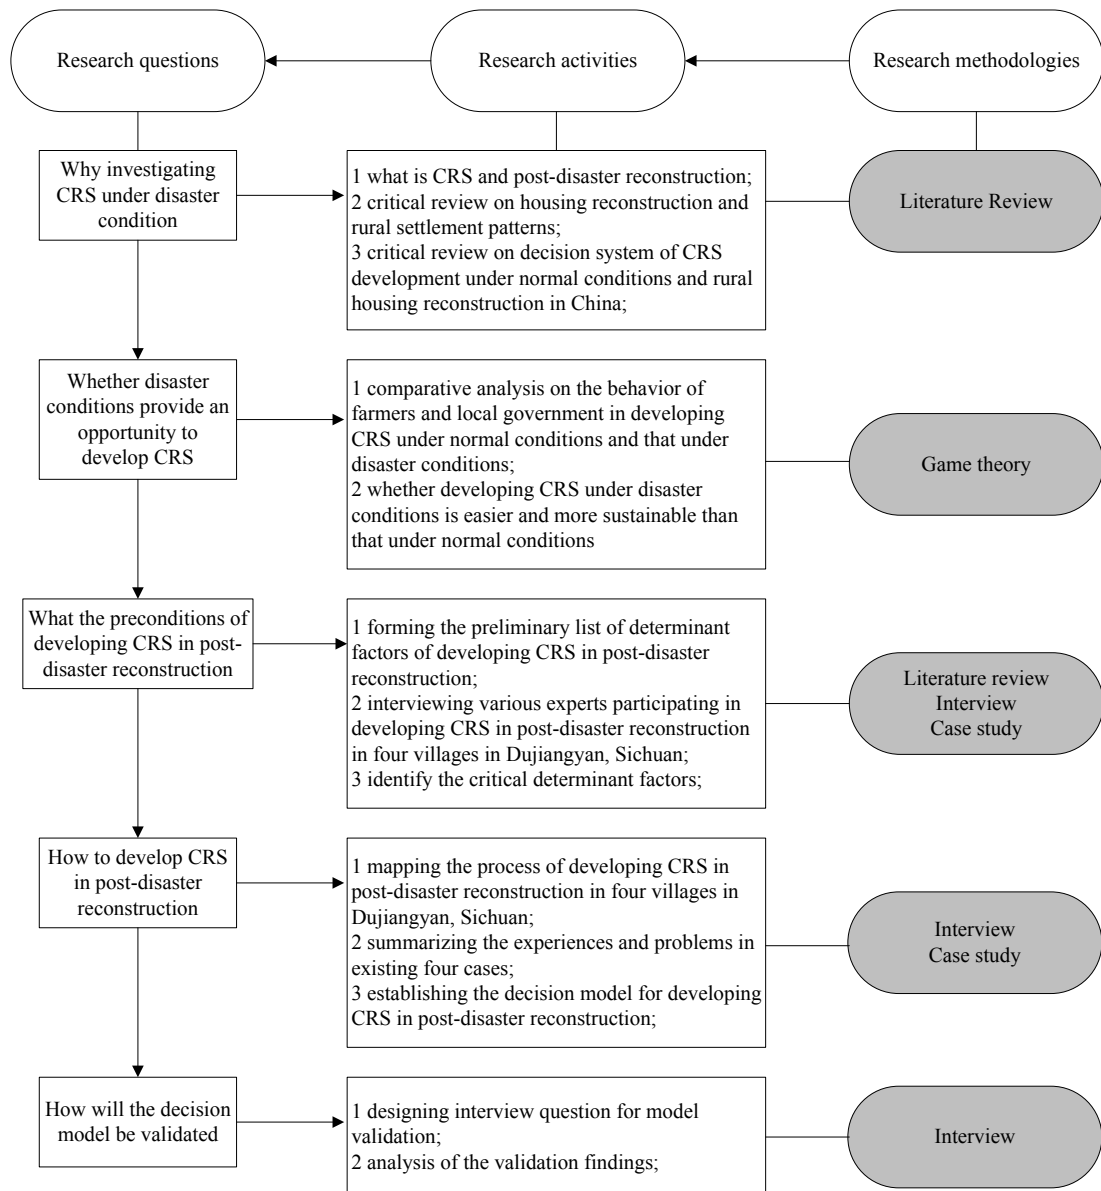 Research questions
Research activities
Research methodologies
Why investigating
CRS under disaster
condition
1 what is CRS and post-disaster reconstruction;
2 critical review on housing reconstruction and
rural settlement patterns;
3 critical review on decision system of CRS
development under normal conditions and rural
housing reconstruction in China;
Literature Review
Whether disaster
conditions provide an
opportunity to
develop CRS
1 comparative analysis on the behavior of
farmers and local government in developing
CRS under normal conditions and that under
disaster conditions;
2 whether developing CRS under disaster
conditions is easier and more sustainable than
that under normal conditions
Game theory
What the preconditions of
developing CRS in post-
disaster reconstruction
1 forming the preliminary list of determinant
factors of developing CRS in post-disaster
reconstruction;
2 interviewing various experts participating in
developing CRS in post-disaster reconstruction
in four villages in Dujiangyan, Sichuan;
3 identify the critical determinant factors;
Literature review
Interview
Case study
How to develop CRS
in post-disaster
reconstruction
1 mapping the process of developing CRS in
post-disaster reconstruction in four villages in
Dujiangyan, Sichuan;
2 summarizing the experiences and problems in
existing four cases;
3 establishing the decision model for developing
CRS in post-disaster reconstruction;
Interview
Case study
How will the decision
model be validated
1 designing interview question for model
validation;
2 analysis of the validation findings;
Interview